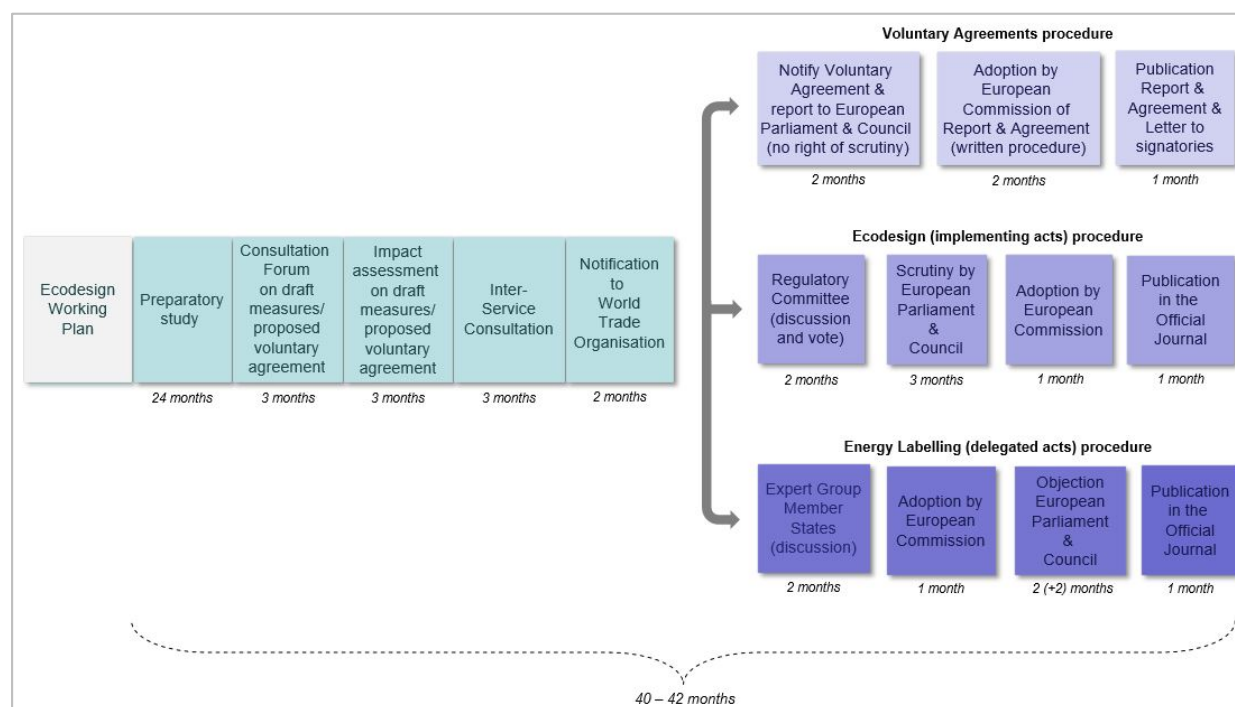 Voluntary Agreements procedure
Notify Voluntary
Agreement &
report to European
Parliament & Council
(no right of scrutiny)
2 months
Adoption by
European
Commission of
Report & Agreement
(written procedure)
2 months
Publication
Report &
Agreement &
Letter to
signatories
1 month
Ecodesign
Working
Plan
Preparatory
study
24 months
Consultation
Forum
on draft
measures/
proposed
voluntary
agreement
3 months
Impact
assessment
on draft
measures/
proposed
voluntary
agreement
3 months
Inter-
Service
Consultation
3 months
Notification
to
World
Trade
Organisation
2 months
Ecodesign (implementing acts) procedure
Regulatory
Committee
(discussion
and vote)
2 months
Scrutiny by
European
Parliament
&
Council
3 months
Adoption by
European
Commission
1 month
Publication
in the
Official
Journal
1 month
Energy Labelling (delegated acts) procedure
Expert Group
Member
States
(discussion)
2 months
Adoption by
European
Commission
1 month
Objection
European
Parliament
&
Council
2 (+2) months
Publication
in the
Official
Journal
1 month
40 – 42 months